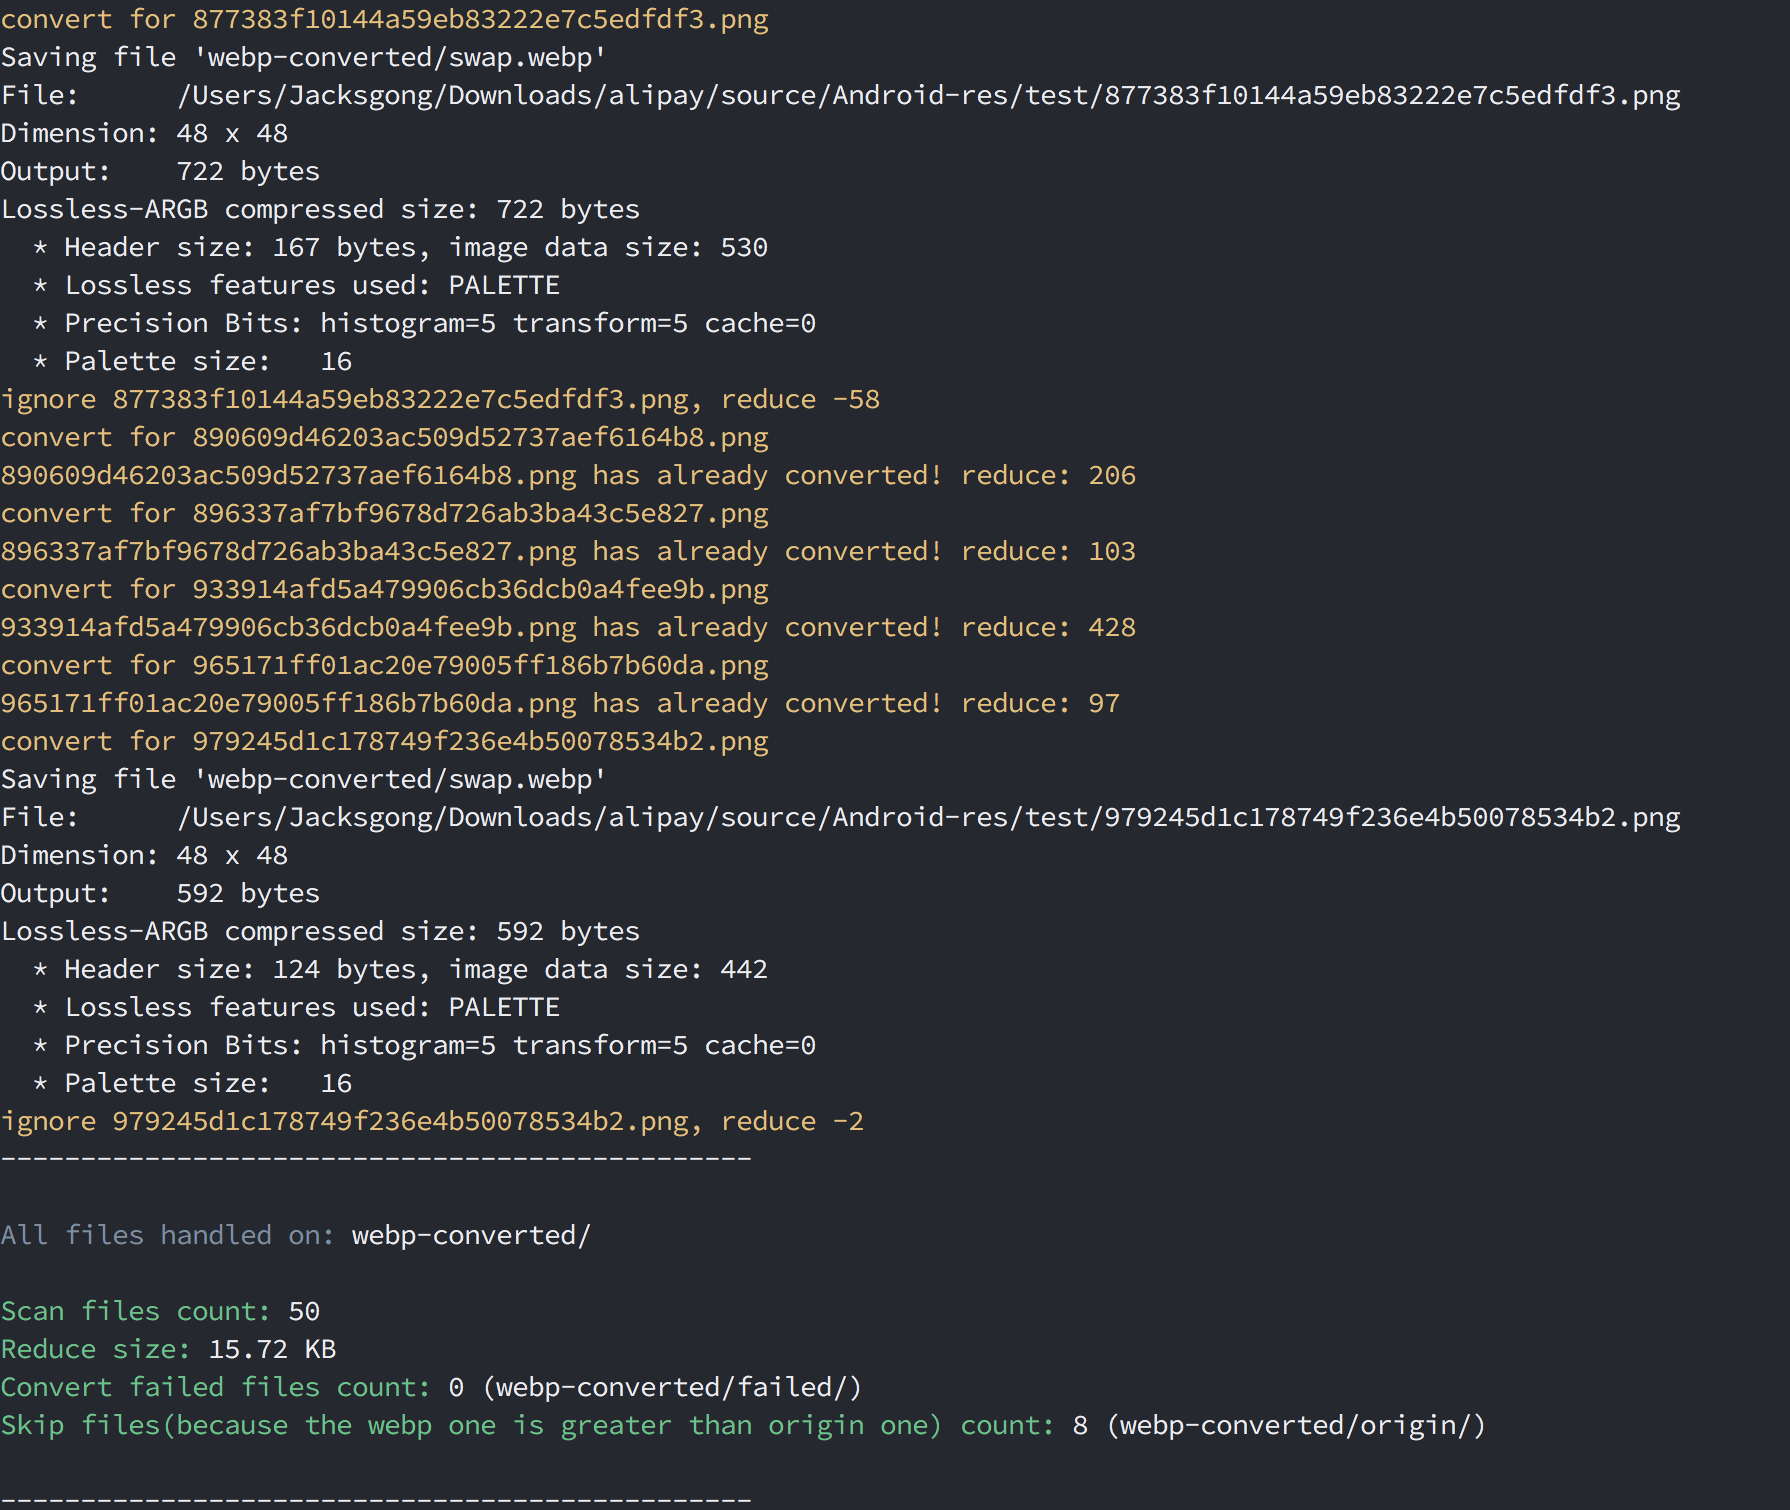 convert for 877383f10144a59eb83222e7c5edfdf3.png
Saving file 'webp-converted/swap.webp'
File:      /Users/Jacksgong/Downloads/alipay/source/Android-res/test/877383f10144a59eb83222e7c5edfdf3.png
Dimension: 48 x 48
Output:    722 bytes
Lossless-ARGB compressed size: 722 bytes
  * Header size: 167 bytes, image data size: 530
  * Lossless features used: PALETTE
  * Precision Bits: histogram=5 transform=5 cache=0
  * Palette size:   16
ignore 877383f10144a59eb83222e7c5edfdf3.png, reduce -58
convert for 890609d46203ac509d52737aef6164b8.png
890609d46203ac509d52737aef6164b8.png has already converted! reduce: 206
convert for 896337af7bf9678d726ab3ba43c5e827.png
896337af7bf9678d726ab3ba43c5e827.png has already converted! reduce: 103
convert for 933914afd5a479906cb36dcb0a4fee9b.png
933914afd5a479906cb36dcb0a4fee9b.png has already converted! reduce: 428
convert for 965171ff01ac20e79005ff186b7b60da.png
965171ff01ac20e79005ff186b7b60da.png has already converted! reduce: 97
convert for 979245d1c178749f236e4b50078534b2.png
Saving file 'webp-converted/swap.webp'
File:      /Users/Jacksgong/Downloads/alipay/source/Android-res/test/979245d1c178749f236e4b50078534b2.png
Dimension: 48 x 48
Output:    592 bytes
Lossless-ARGB compressed size: 592 bytes
  * Header size: 124 bytes, image data size: 442
  * Lossless features used: PALETTE
  * Precision Bits: histogram=5 transform=5 cache=0
  * Palette size:   16
ignore 979245d1c178749f236e4b50078534b2.png, reduce -2
-----------------------------------------------
All files handled on: webp-converted/
Scan files count: 50
Reduce size: 15.72 KB
Convert failed files count: 0 (webp-converted/failed/)
Skip files(because the webp one is greater than origin one) count: 8 (webp-converted/origin/)
-----------------------------------------------